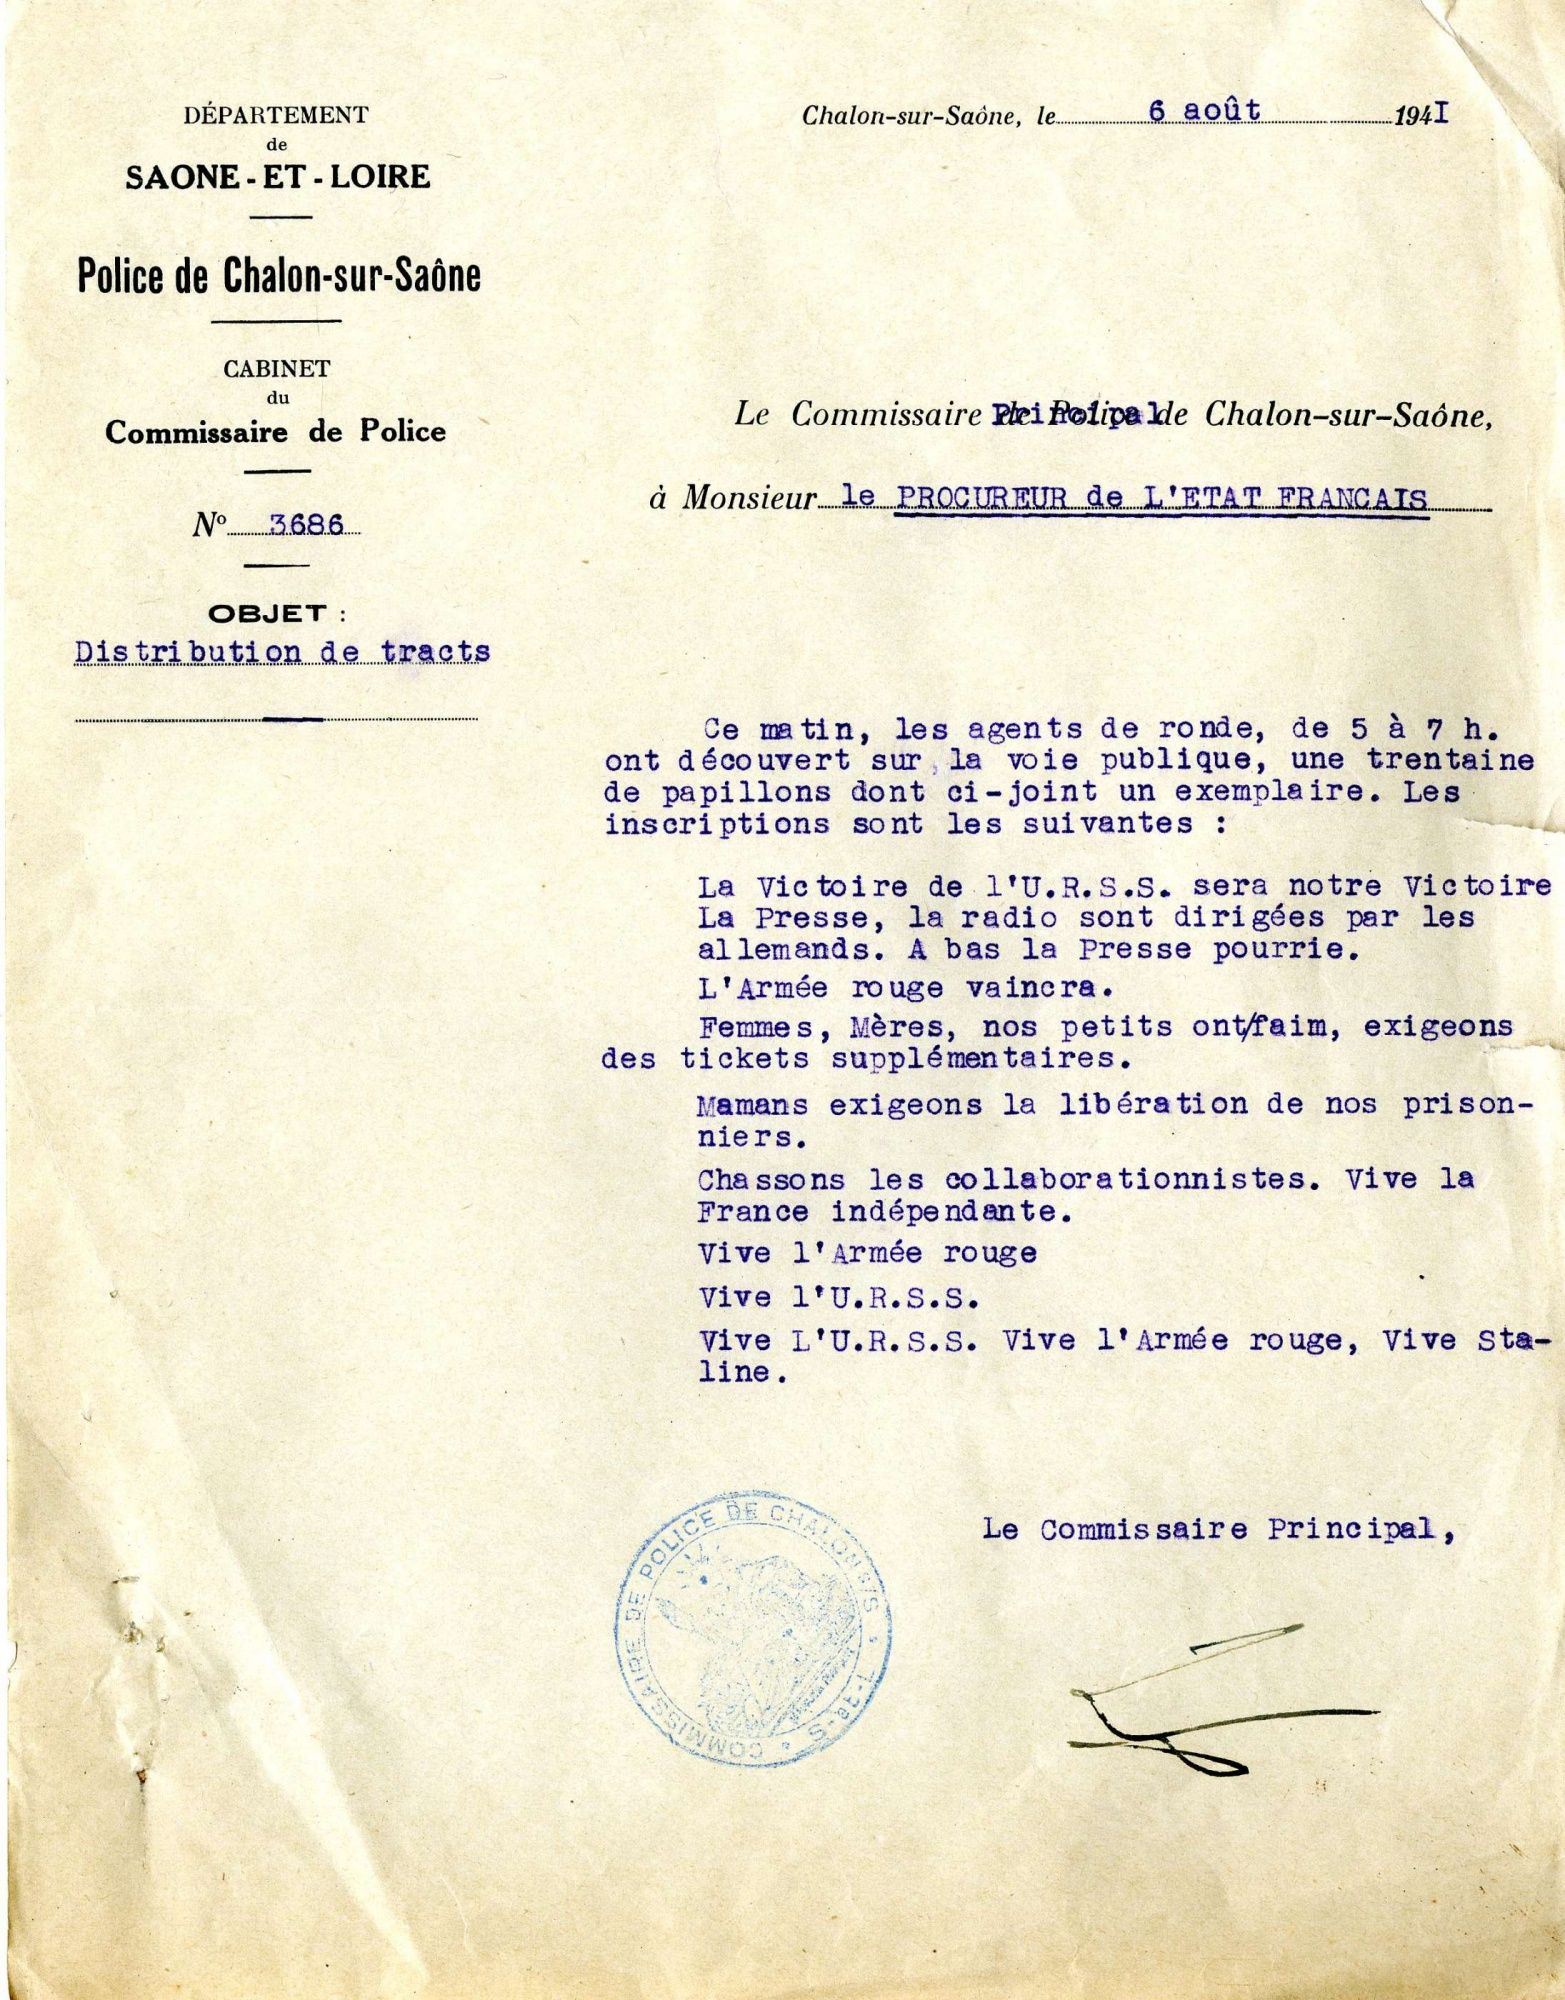 DÉPARTEMENT
de
SAONE-ET-LOIRE
Police de Chalon-sur-Saône
CABINET
du
Commissaire de Police
Nº 3686
OBJET :
Distribution de tracts
Chalon-sur-Saône, le 6 août 1941
Le Commissaire Principal de Chalon-sur-Saône,
à Monsieur le PROCUREUR de L'ETAT FRANCAIS
Ce matin, les agents de ronde, de 5 à 7 h.
ont découvert sur la voie publique, une trentaine
de papillons dont ci-joint un exemplaire. Les
inscriptions sont les suivantes :
La Victoire de l'U.R.S.S. sera notre Victoire
La Presse, la radio sont dirigées par les
allemands. A bas la Presse pourrie.
L'Armée rouge vaincra.
Femmes, Mères, nos petits ont/faim, exigeons
des tickets supplémentaires.
Mamans exigeons la libération de nos prison-
niers.
Chassons les collaborationnistes. Vive la
France indépendante.
Vive l'Armée rouge
Vive l'U.R.S.S.
Vive L'U.R.S.S. Vive l'Armée rouge, Vive Sta-
line.
Le Commissaire Principal,
COMMISSAIRE DE POLICE DE CHALON S/S • S-et-L •